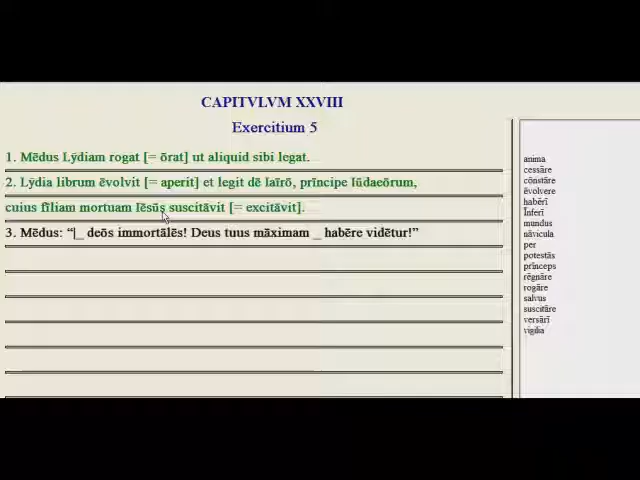 CAPITVLVM XXVIII
Exercitium 5
1. Mēdus Lȳdiam rogat [= ōrat] ut aliquid sibi legat.
2. Lȳdia librum ēvolvit [= aperit] et legit dē Iaīrō, prīncipe Iūdaeōrum,
cuius fīliam mortuam Iēsūs suscitāvit [= excitāvit].
3. Mēdus: “|_ deōs immortālēs! Deus tuus māximam _ habēre vidētur!”
anima
cessāre
cōnstāre
ēvolvere
habērī
Īnferī
mundus
nāvicula
per
potestās
prīnceps
rēgnāre
rogāre
salvus
suscitāre
versārī
vigilia